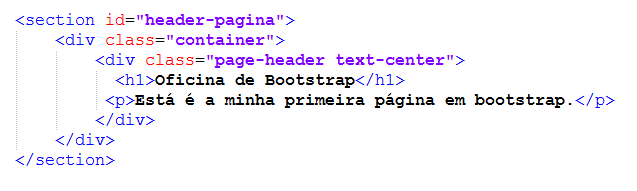 <section id="header-pagina">
<div class="container">
<div class="page-header text-center">
<h1>Oficina de Bootstrap</h1>
<p>Está é a minha primeira página em bootstrap.</p>
</div>
</div>
</section>